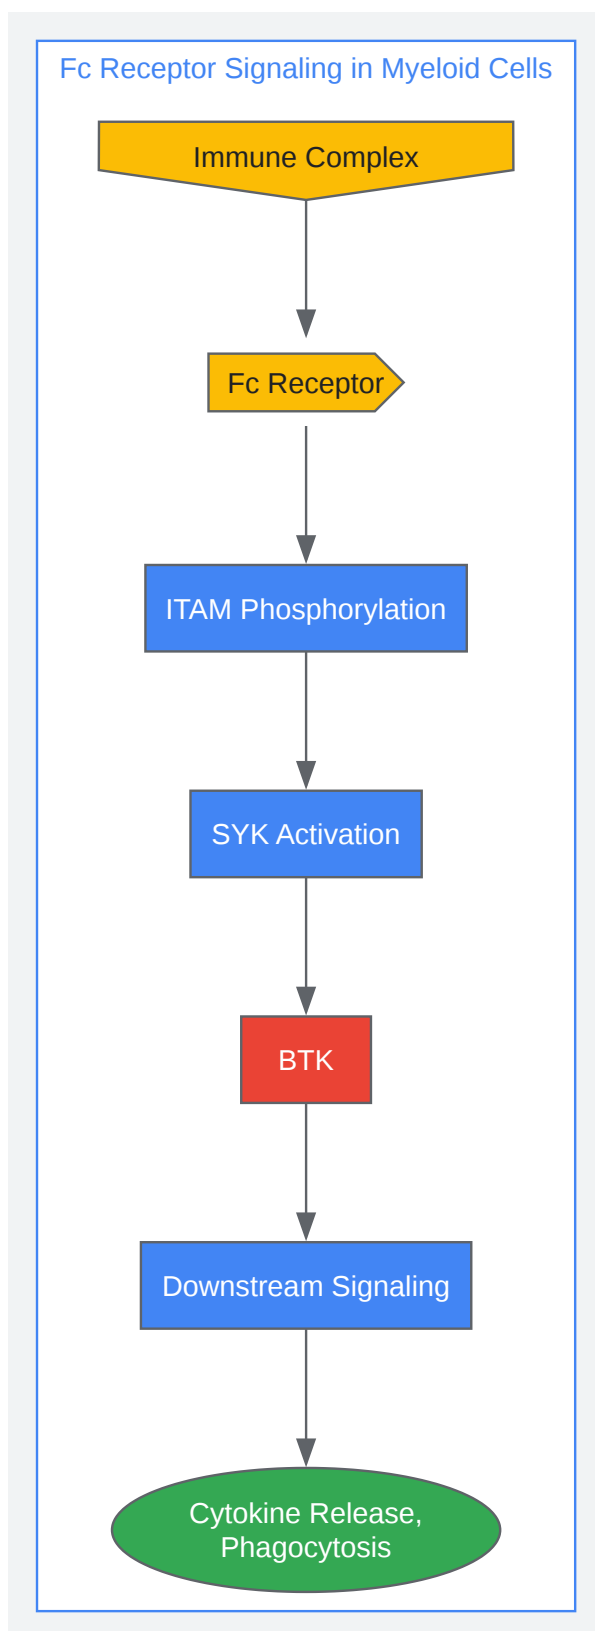 Fc Receptor Signaling in Myeloid Cells
Immune Complex
Fc Receptor
ITAM Phosphorylation
SYK Activation
BTK
Downstream Signaling
Cytokine Release,
Phagocytosis